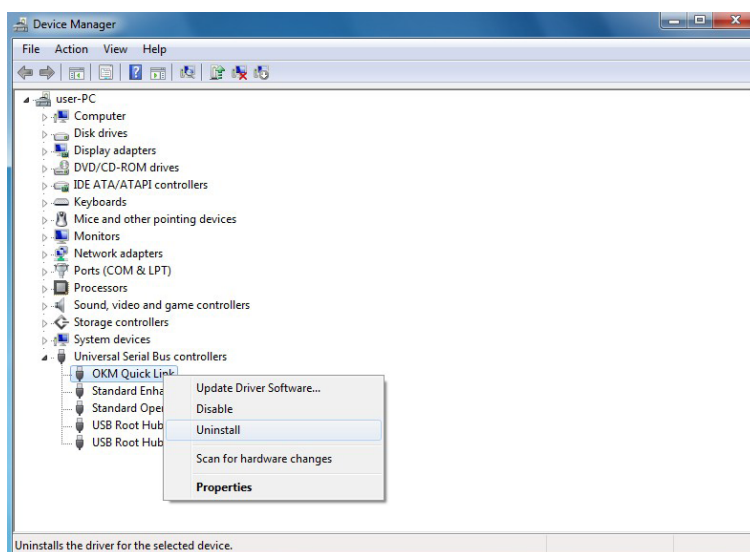 Device Manager
File Action View Help
user-PC
Computer
Disk drives
Display adapters
DVD/CD-ROM drives
IDE ATA/ATAPI controllers
Keyboards
Mice and other pointing devices
Monitors
Network adapters
Ports (COM & LPT)
Processors
Sound, video and game controllers
Storage controllers
System devices
Universal Serial Bus controllers
OKM Quick Link
Standard Enha
Standard Oper
USB Root Hub
USB Root Hub
Update Driver Software...
Disable
Uninstall
Scan for hardware changes
Properties
Uninstalls the driver for the selected device.